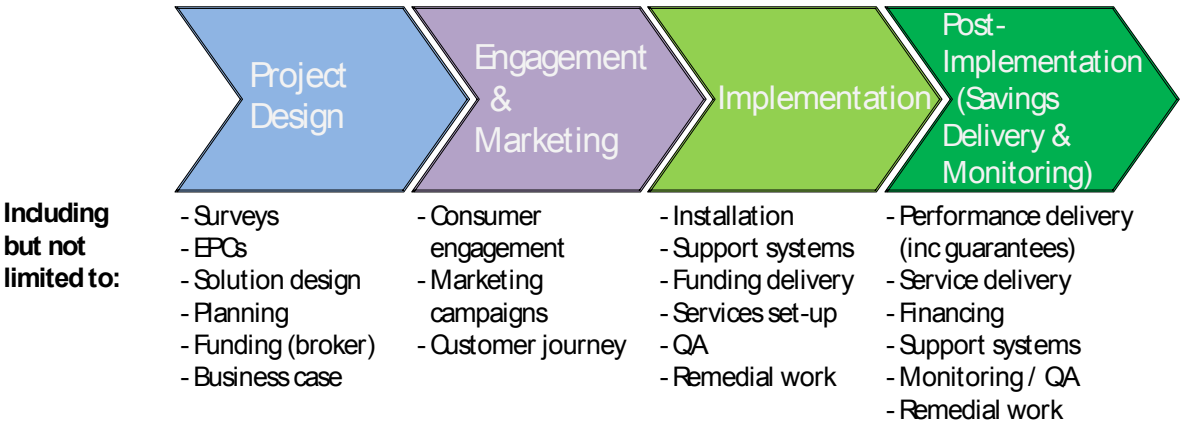 Project
Design
Engagement
&
Marketing
Implementation
Post-
Implementation
(Savings
Delivery &
Monitoring)
Including
but not
limited to:
- Surveys
- EPCs
- Solution design
- Planning
- Funding (broker)
- Business case
- Consumer
engagement
- Marketing
campaigns
- Customer journey
- Installation
- Support systems
- Funding delivery
- Services set-up
- QA
- Remedial work
- Performance delivery
(inc guarantees)
- Service delivery
- Financing
- Support systems
- Monitoring / QA
- Remedial work